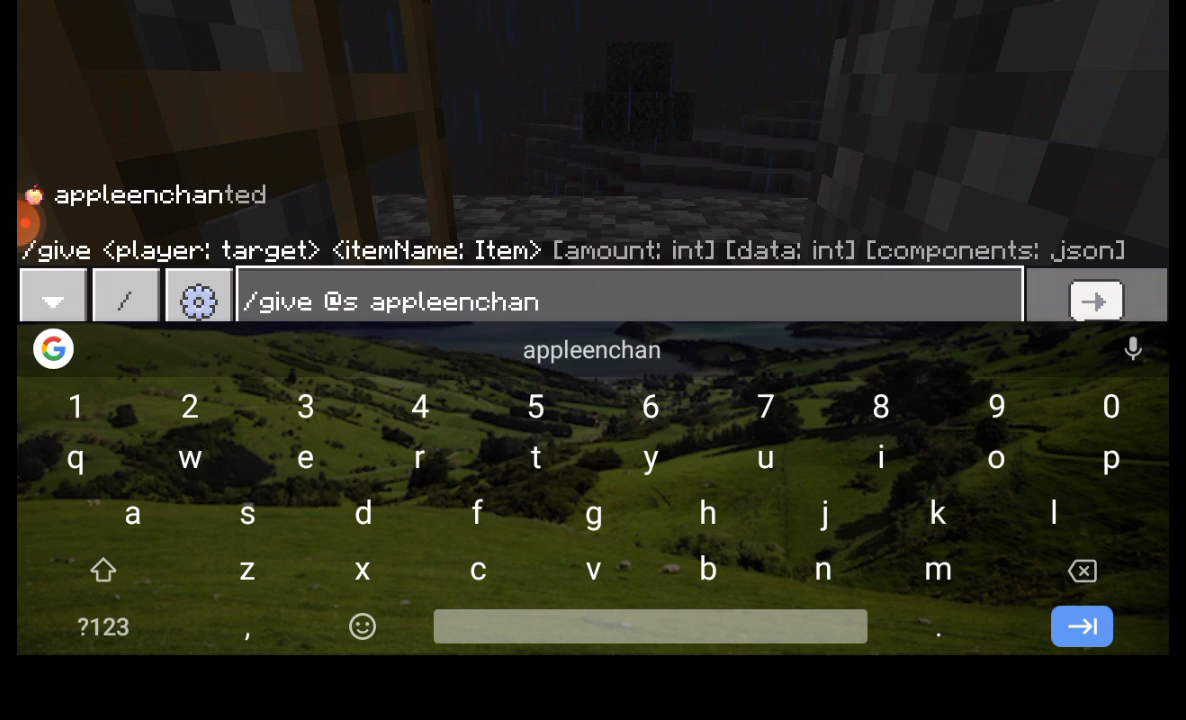 appleenchanted
/give <player: target> <itemName: Item> [amount: int] [data: int] [components: .json]
/ /give @s appleenchan
G appleenchan
1 2 3 4 5 6 7 8 9 0
q w e r t y u i o p
a s d f g h j k l
z x c v b n m
?123 , .